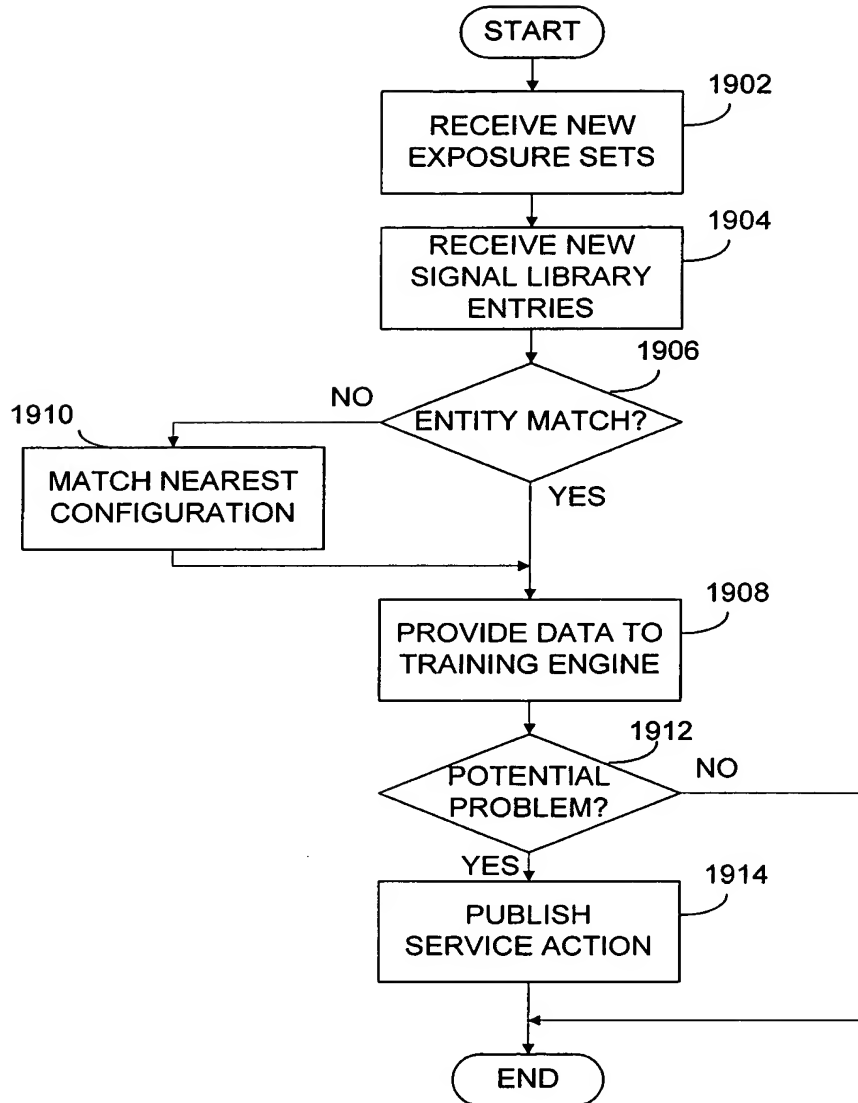 START
1902
RECEIVE NEW
EXPOSURE SETS
1904
RECEIVE NEW
SIGNAL LIBRARY
ENTRIES
1906
NO
ENTITY MATCH?
1910
MATCH NEAREST
CONFIGURATION
YES
1908
PROVIDE DATA TO
TRAINING ENGINE
1912
POTENTIAL
PROBLEM?
NO
YES
1914
PUBLISH
SERVICE ACTION
END